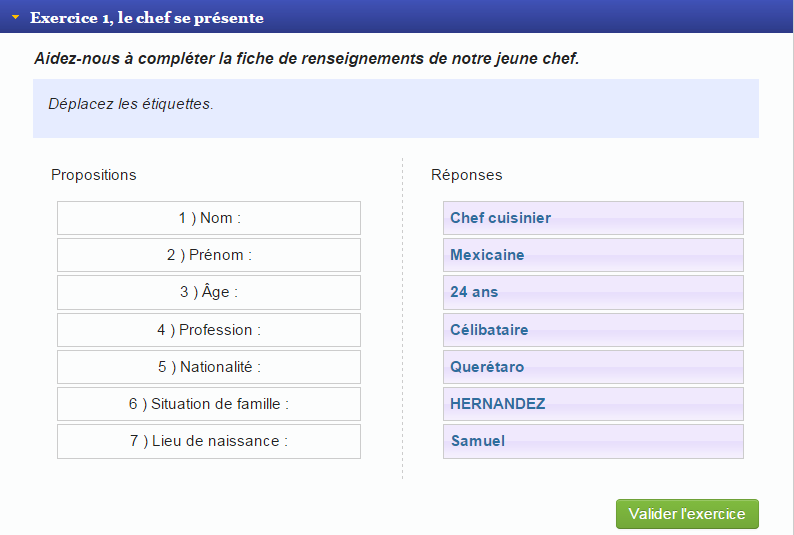 Exercice 1, le chef se présente
Aidez-nous à compléter la fiche de renseignements de notre jeune chef.
Déplacez les étiquettes.
Propositions
1 ) Nom :
2 ) Prénom :
3 ) Âge :
4 ) Profession :
5 ) Nationalité :
6 ) Situation de famille :
7 ) Lieu de naissance :
Réponses
Chef cuisinier
Mexicaine
24 ans
Célibataire
Querétaro
HERNANDEZ
Samuel
Valider l'exercice